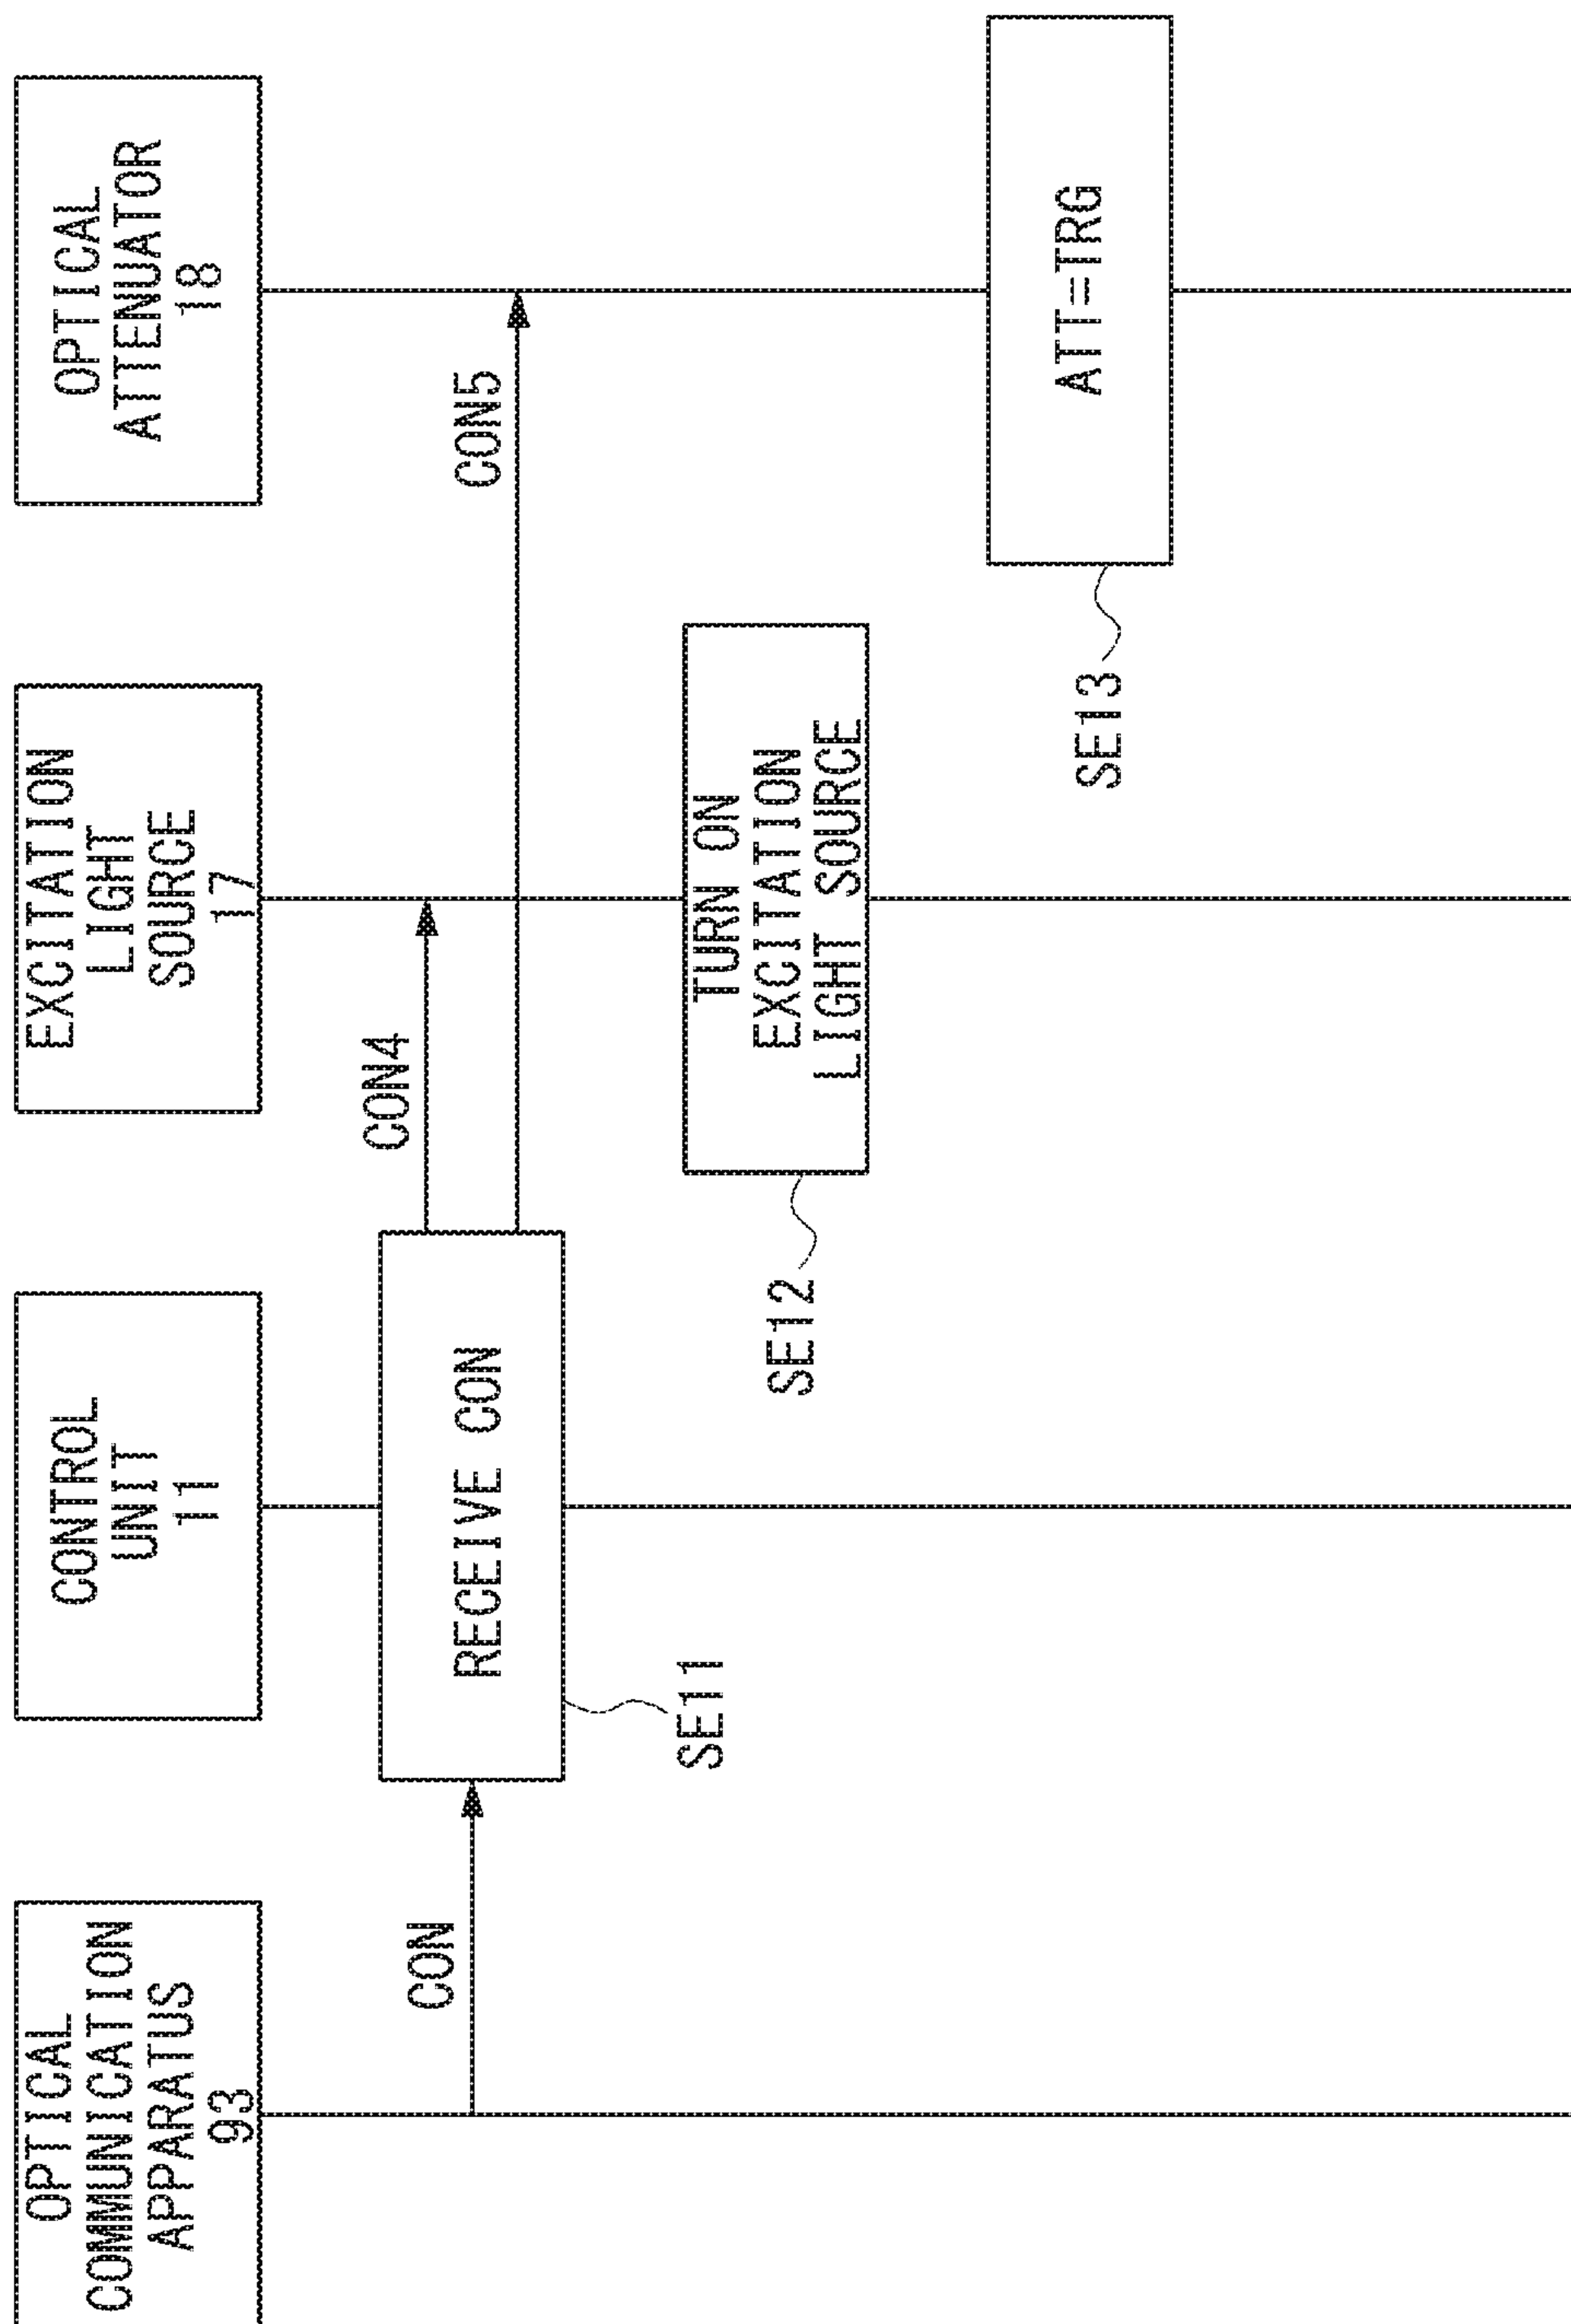 OPTICAL
COMMUNICATION
APPARATUS
93
CONTROL
UNIT
11
EXCITATION
LIGHT
SOURCE
17
OPTICAL
ATTENUATOR
18
CON
RECEIVE CON
SE11
CON4
CON5
TURN ON
EXCITATION
LIGHT SOURCE
SE12
ATT=TRG
SE13